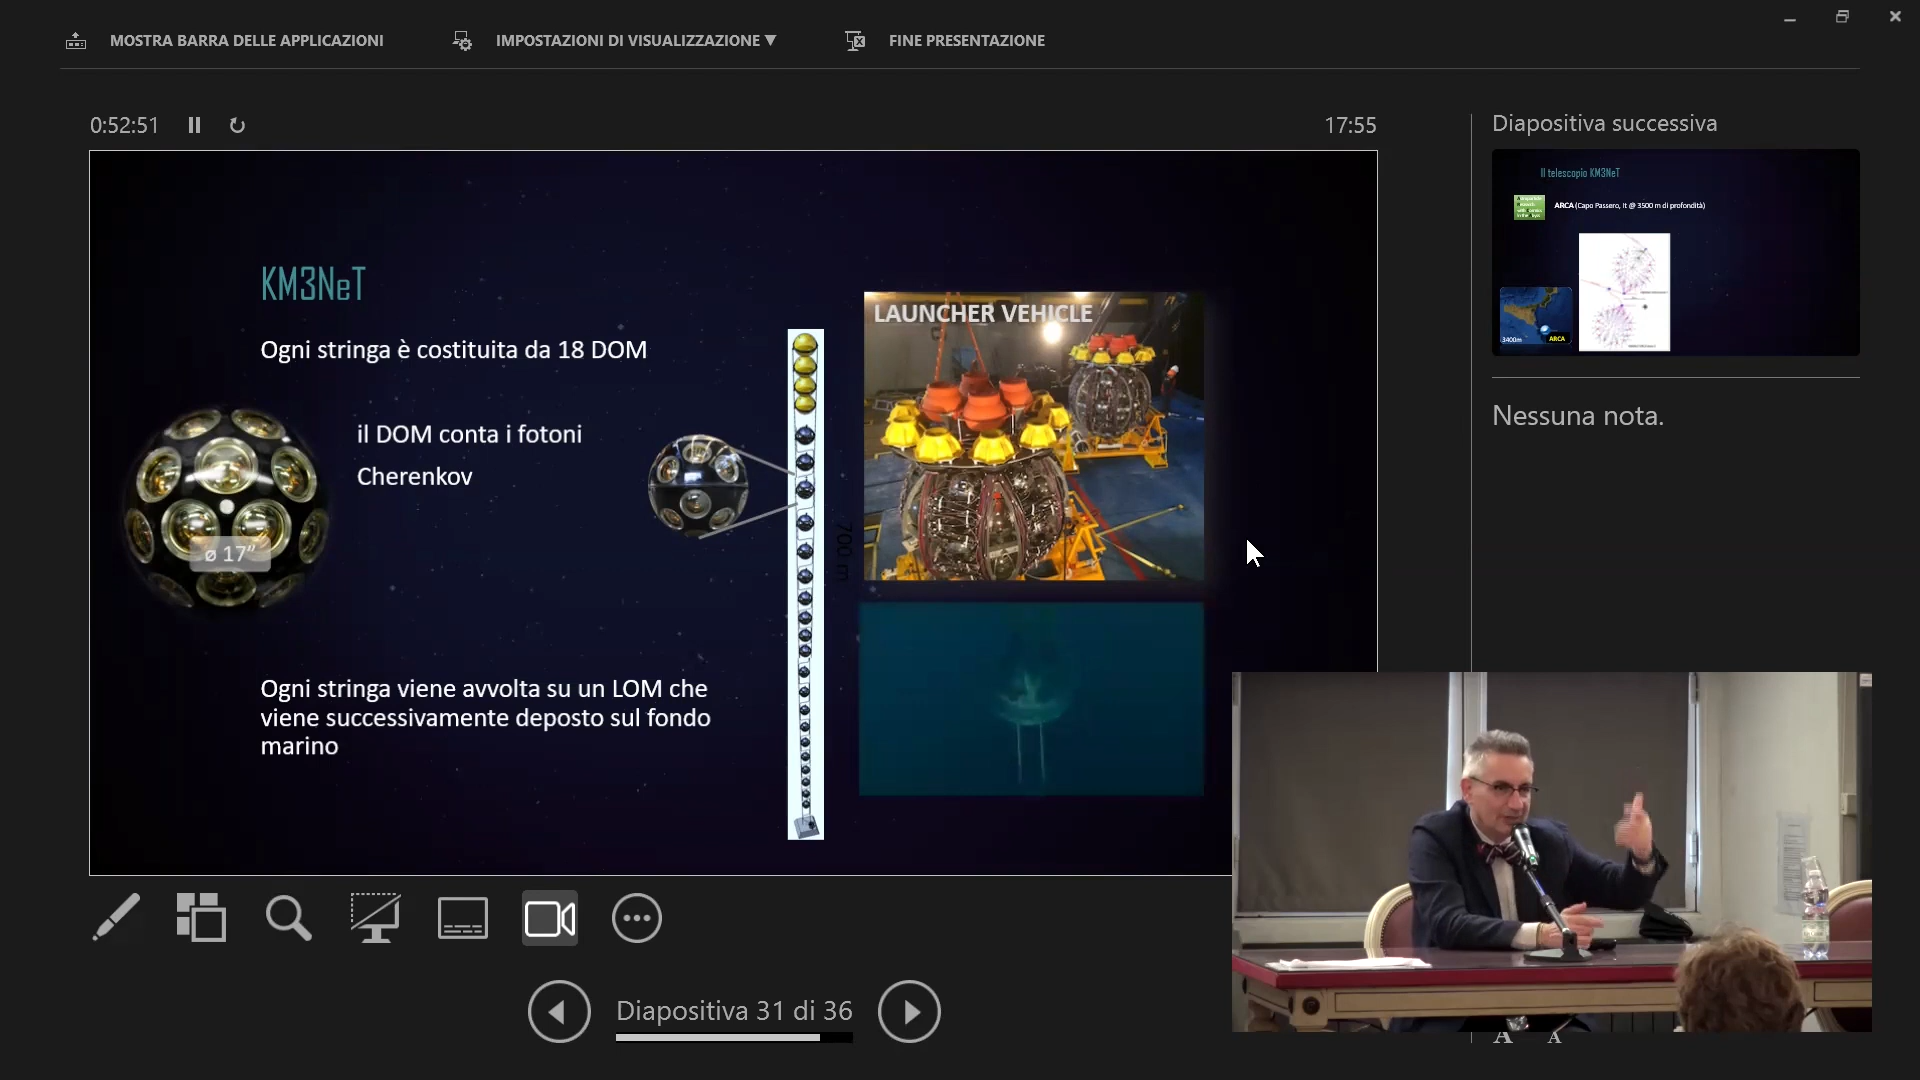 MOSTRA BARRA DELLE APPLICAZIONI
IMPOSTAZIONI DI VISUALIZZAZIONE ▼
FINE PRESENTAZIONE
0:52:51
17:55
Diapositiva successiva
KM3NeT
Ogni stringa è costituita da 18 DOM
il DOM conta i fotoni
Cherenkov
ø 17”
700 m
LAUNCHER VEHICLE
Ogni stringa viene avvolta su un LOM che
viene successivamente deposto sul fondo
marino
Il telescopio KM3NeT
ARCA (Capo Passero, It @ 3500 m di profondità)
3400m
ARCA
Nessuna nota.
Diapositiva 31 di 36
A A